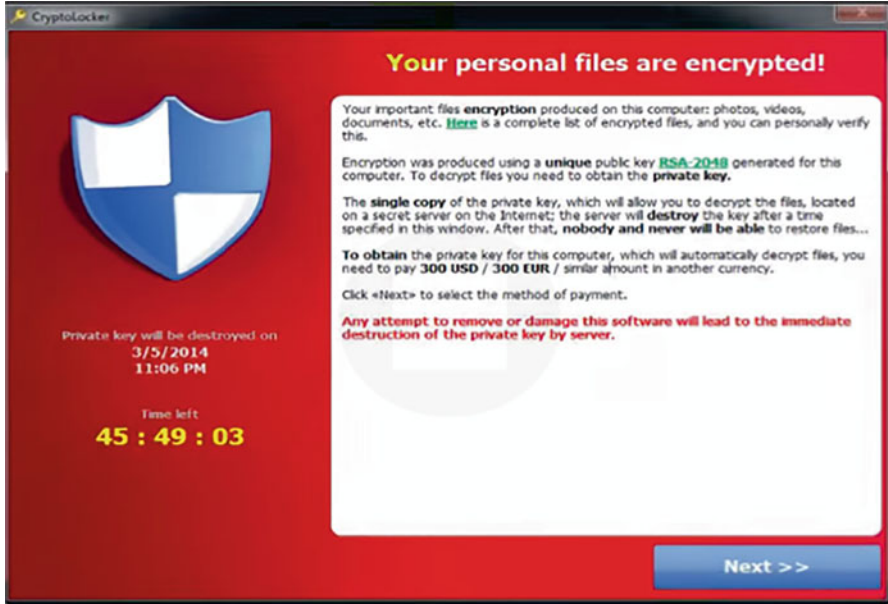 CryptoLocker
Your personal files are encrypted!
Your important files encryption produced on this computer: photos, videos,
documents, etc. Here is a complete list of encrypted files, and you can personally verify
this.
Encryption was produced using a unique public key RSA-2048 generated for this
computer. To decrypt files you need to obtain the private key.
The single copy of the private key, which will allow you to decrypt the files, located
on a secret server on the Internet; the server will destroy the key after a time
specified in this window. After that, nobody and never will be able to restore files...
To obtain the private key for this computer, which will automatically decrypt files, you
need to pay 300 USD / 300 EUR / similar amount in another currency.
Click «Next» to select the method of payment.
Any attempt to remove or damage this software will lead to the immediate
destruction of the private key by server.
Private key will be destroyed on
3/5/2014
11:06 PM
Time left
45 : 49 : 03
Next >>